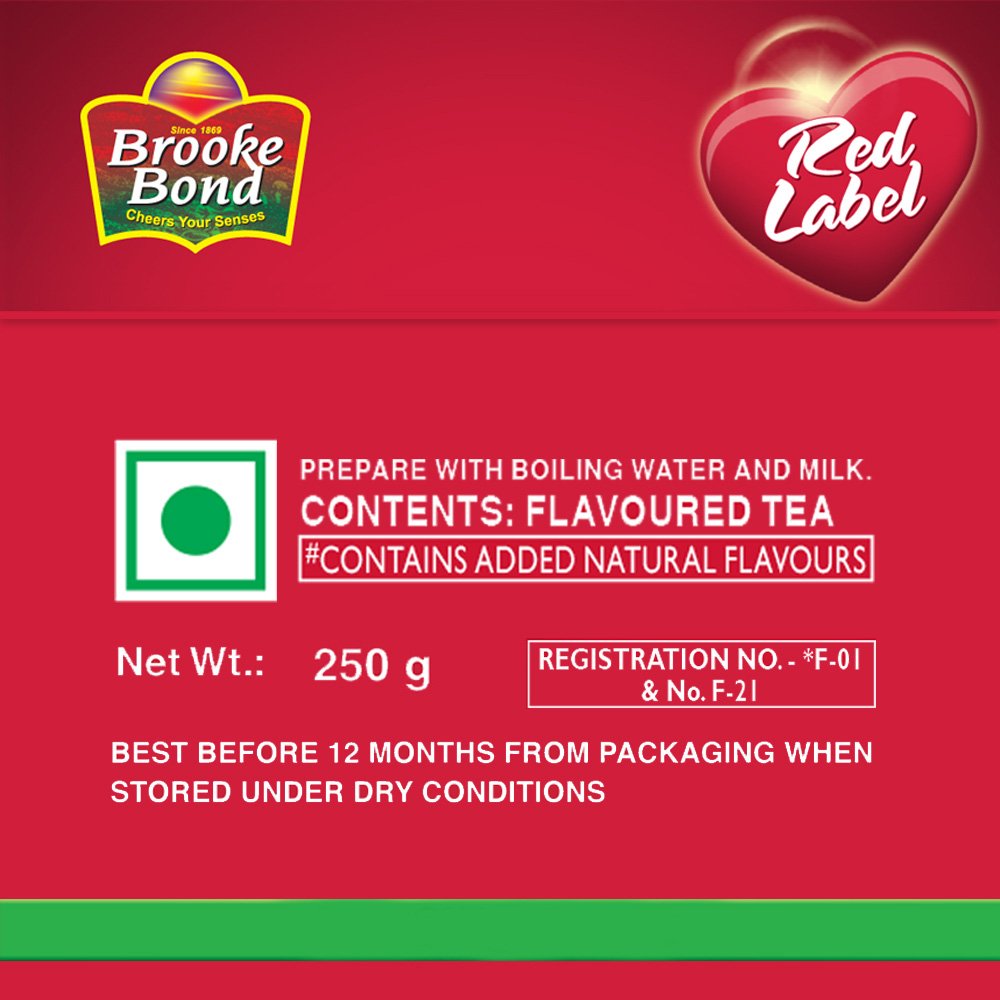 Since 1869
Brooke
Bond
Cheers Your Senses
Red
Label
PREPARE WITH BOILING WATER AND MILK.
CONTENTS: FLAVOURED TEA
#CONTAINS ADDED NATURAL FLAVOURS
Net Wt.: 250 g
REGISTRATION NO. - *F-01
& No. F-21
BEST BEFORE 12 MONTHS FROM PACKAGING WHEN
STORED UNDER DRY CONDITIONS